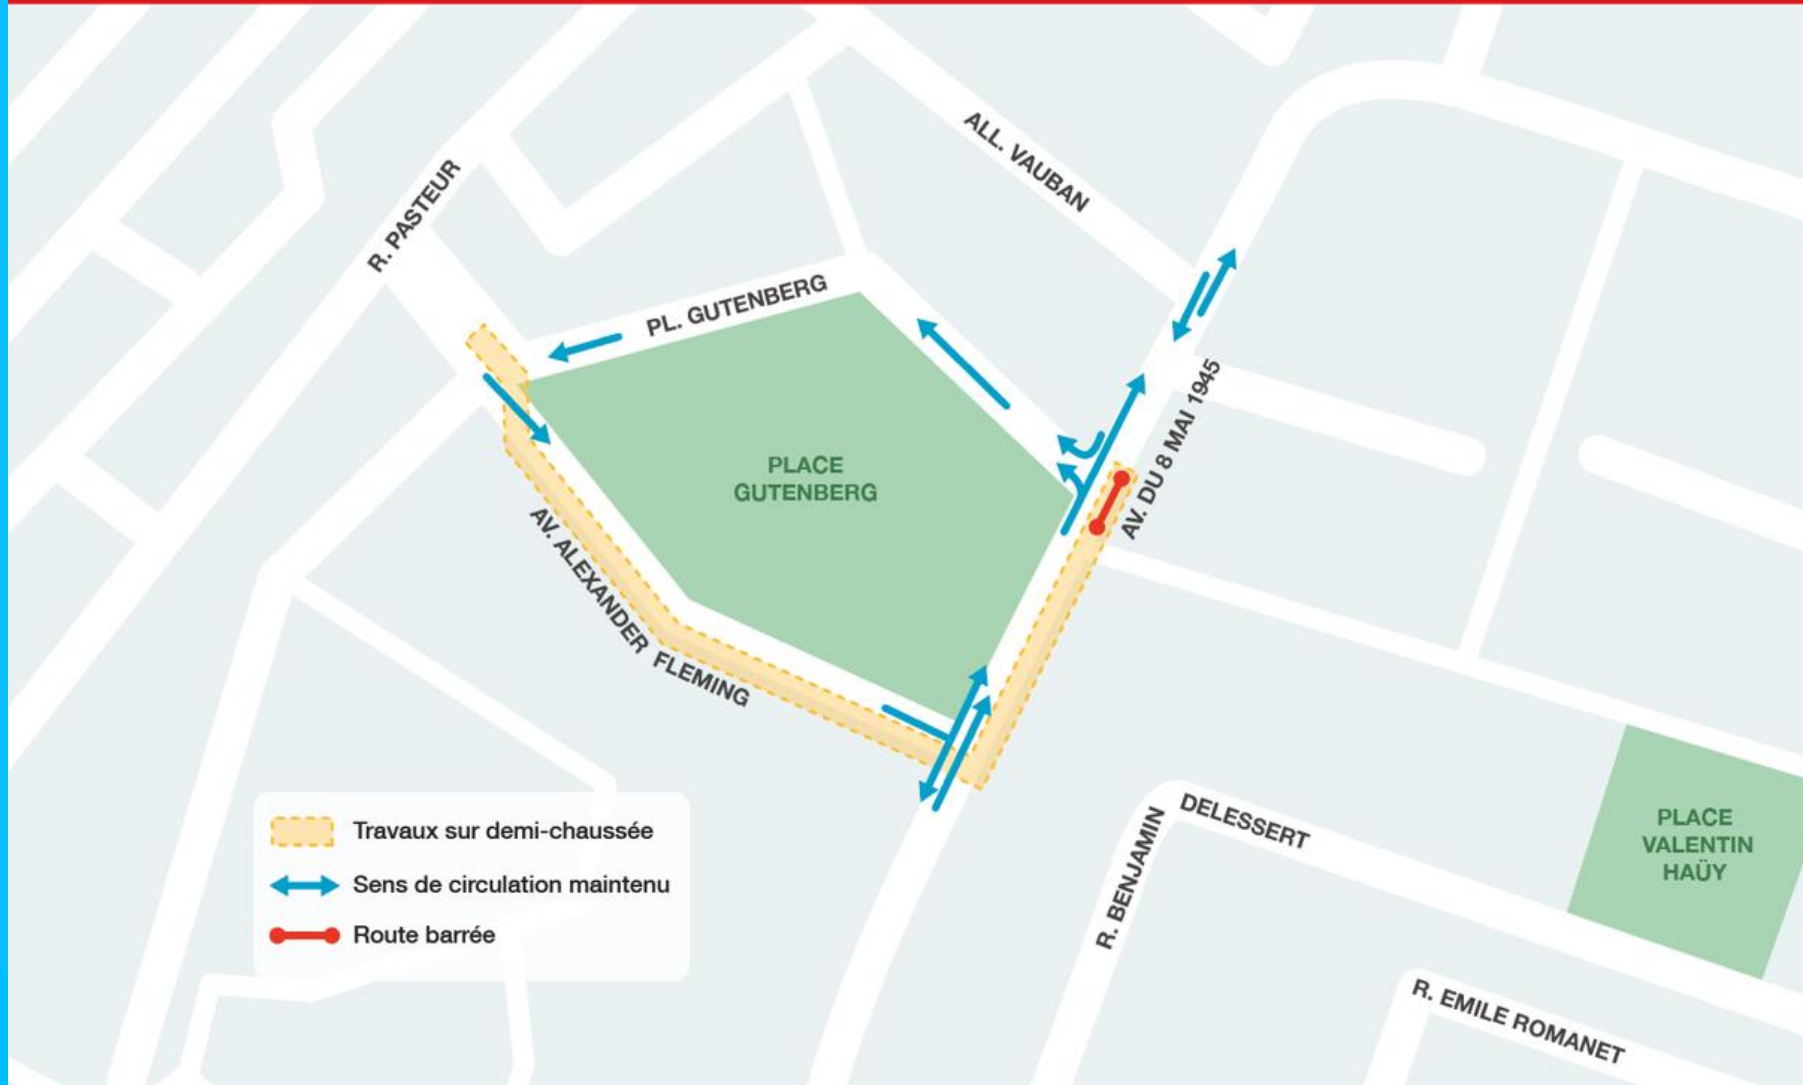 ALL. VAUBAN
R. PASTEUR
PL. GUTENBERG
AV. DU 8 MAI 1945
PLACE
GUTENBERG
AV. ALEXANDER FLEMING
DELESSERT
R. BENJAMIN
PLACE
VALENTIN
HAÜY
R. EMILE ROMANET
Travaux sur demi-chaussée
Sens de circulation maintenu
Route barrée